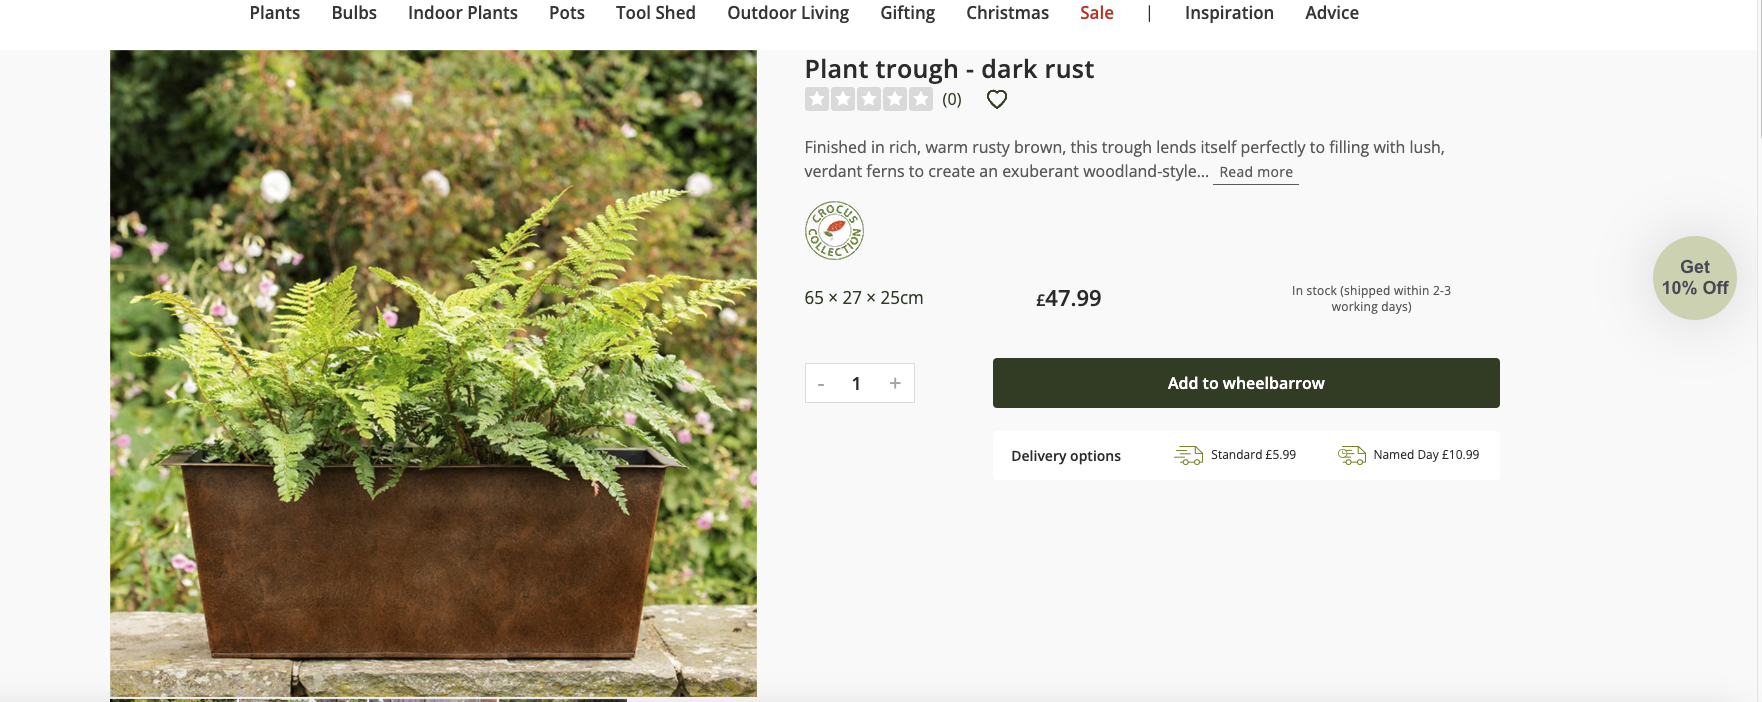 Plants Bulbs Indoor Plants Pots Tool Shed Outdoor Living Gifting Christmas Sale | Inspiration Advice
Plant trough - dark rust
(0)
Finished in rich, warm rusty brown, this trough lends itself perfectly to filling with lush,
verdant ferns to create an exuberant woodland-style... Read more
CROCUS
COLLECTION
65 × 27 × 25cm
£47.99
In stock (shipped within 2-3
working days)
Get
10% Off
- 1 +
Add to wheelbarrow
Delivery options Standard £5.99 Named Day £10.99